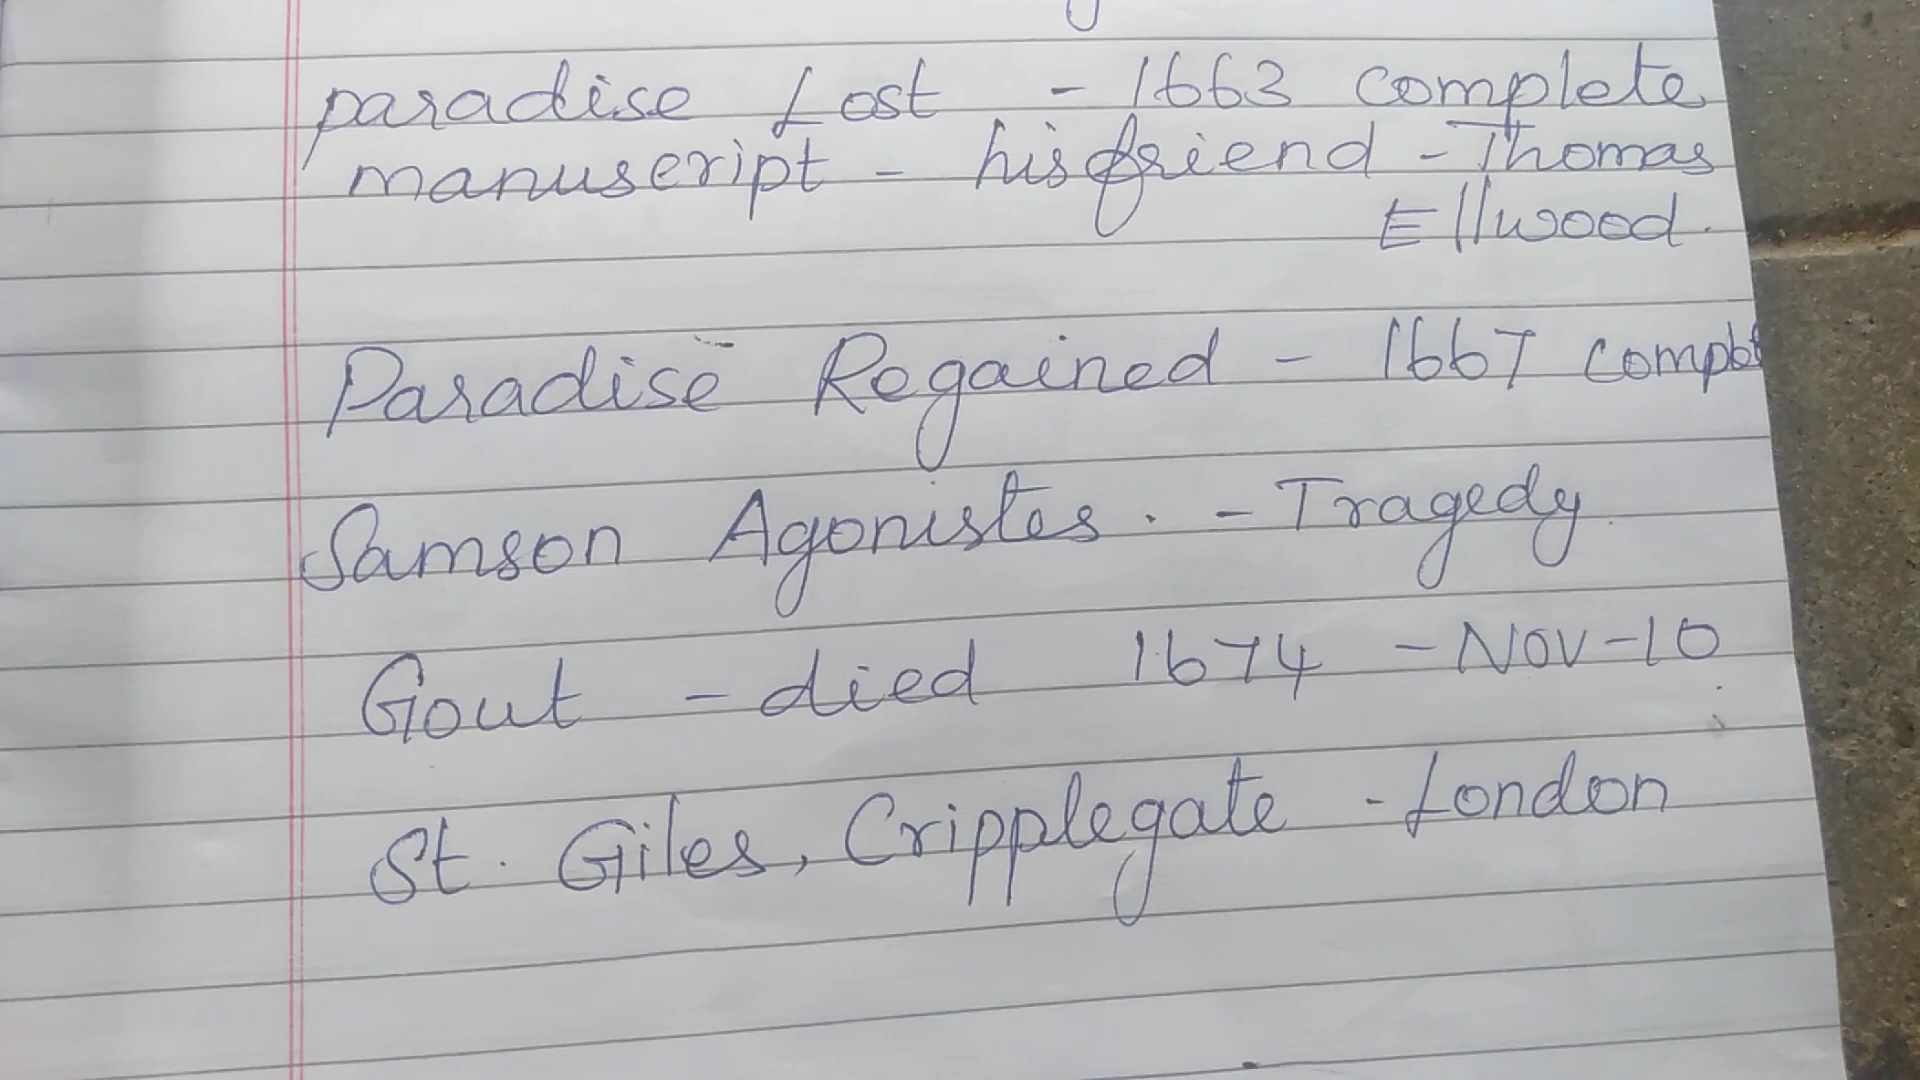 paradise Lost - 1663 complete
manuscript - his friend - Thomas
Ellwood.
Paradise Regained - 1667 complet
Samson Agonistes. - Tragedy
Gout - died 1674 - Nov-10
St. Giles, Cripplegate - London